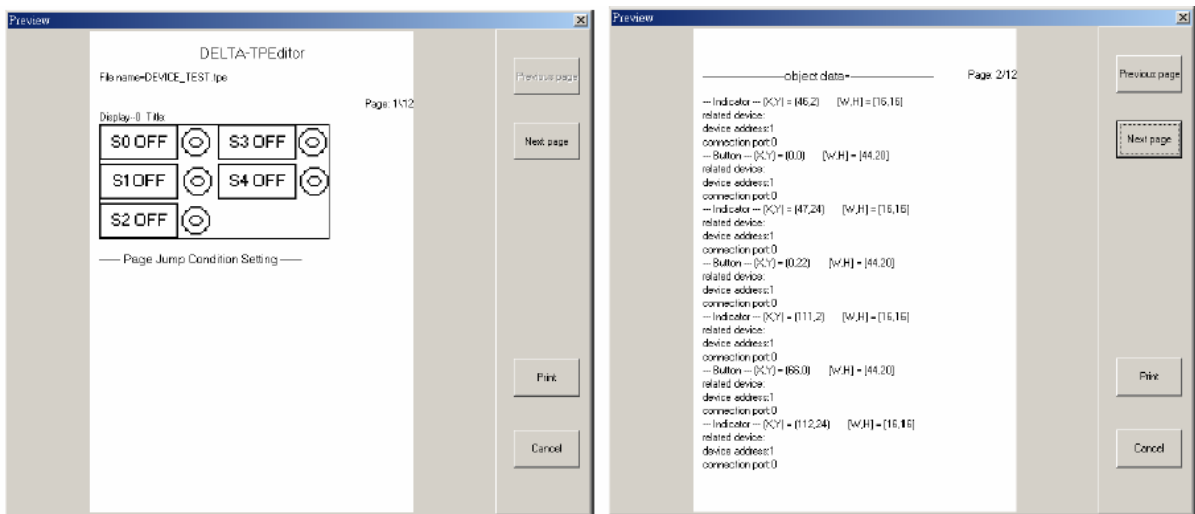 Preview
DELTA-TPEditor
File name=DEVICE_TEST.tpe
Page: 1\12
Display--0 Title:
S0 OFF S3 OFF
S1 OFF S4 OFF
S2 OFF
—— Page Jump Condition Setting ——
Previous page
Next page
Print
Cancel
Preview
——————object data=—————— Page: 2/12
--- Indicator --- (X,Y) = (46,2) [W,H] = [16,16]
related device:
device address:1
connection port:0
--- Button --- (X,Y) = (0,0) [W,H] = [44,20]
related device:
device address:1
connection port:0
--- Indicator --- (X,Y) = (47,24) [W,H] = [16,16]
related device:
device address:1
connection port:0
--- Button --- (X,Y) = (0,22) [W,H] = [44,20]
related device:
device address:1
connection port:0
--- Indicator --- (X,Y) = (111,2) [W,H] = [16,16]
related device:
device address:1
connection port:0
--- Button --- (X,Y) = (66,0) [W,H] = [44,20]
related device:
device address:1
connection port:0
--- Indicator --- (X,Y) = (112,24) [W,H] = [16,16]
related device:
device address:1
connection port:0
Previous page
Next page
Print
Cancel